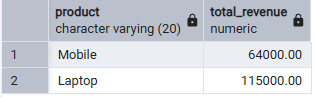 product total_revenue
character varying (20) numeric
1 Mobile 64000.00
2 Laptop 115000.00